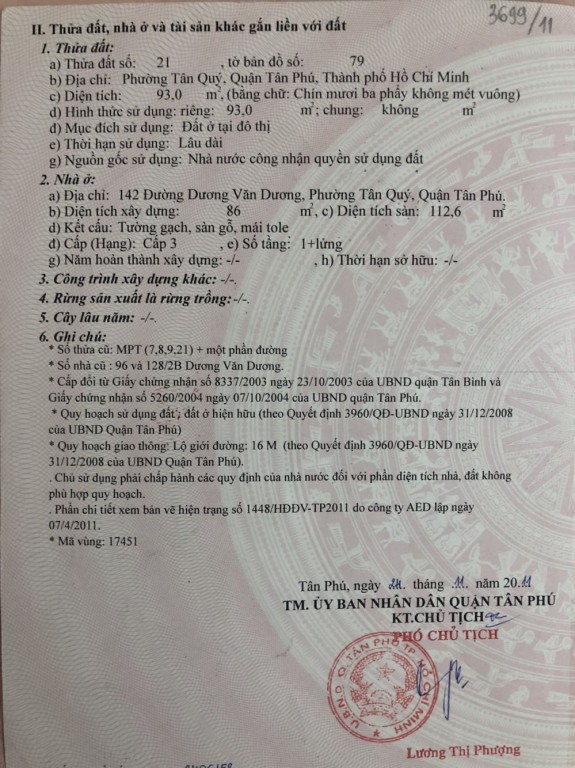 3699/11
II. Thửa đất, nhà ở và tài sản khác gắn liền với đất
1. Thửa đất:
a) Thửa đất số: 21 , tờ bản đồ số: 79
b) Địa chỉ: Phường Tân Quý, Quận Tân Phú, Thành phố Hồ Chí Minh
c) Diện tích: 93,0 m², (bằng chữ: Chín mươi ba phẩy không mét vuông)
d) Hình thức sử dụng: riêng: 93,0 m²; chung: không m²
đ) Mục đích sử dụng: Đất ở tại đô thị
e) Thời hạn sử dụng: Lâu dài
g) Nguồn gốc sử dụng: Nhà nước công nhận quyền sử dụng đất
2. Nhà ở:
a) Địa chỉ: 142 Đường Dương Văn Dương, Phường Tân Quý, Quận Tân Phú.
b) Diện tích xây dựng: 86 m², c) Diện tích sàn: 112,6 m²
d) Kết cấu: Tường gạch, sàn gỗ, mái tole
đ) Cấp (Hạng): Cấp 3 , e) Số tầng: 1+lửng
g) Năm hoàn thành xây dựng: -/- , h) Thời hạn sở hữu: -/-
3. Công trình xây dựng khác: -/-
4. Rừng sản xuất là rừng trồng:-/-.
5. Cây lâu năm: -/-
6. Ghi chú:
* Số thửa cũ: MPT (7,8,9,21) + một phần đường
* Số nhà cũ : 96 và 128/2B Dương Văn Dương.
* Cấp đổi từ Giấy chứng nhận số 8337/2003 ngày 23/10/2003 của UBND quận Tân Bình và
Giấy chứng nhận số 5260/2004 ngày 07/10/2004 của UBND quận Tân Phú.
* Quy hoạch sử dụng đất: đất ở hiện hữu (theo Quyết định 3960/QĐ-UBND ngày 31/12/2008
của UBND Quận Tân Phú)
* Quy hoạch giao thông: Lộ giới đường: 16 M (theo Quyết định 3960/QĐ-UBND ngày
31/12/2008 của UBND Quận Tân Phú).
. Chủ sử dụng phải chấp hành các quy định của nhà nước đối với phần diện tích nhà, đất không
phù hợp quy hoạch.
. Phần chi tiết xem bản vẽ hiện trạng số 1448/HĐĐV-TP2011 do công ty AED lập ngày
07/4/2011.
* Mã vùng: 17451
Tân Phú, ngày 24 tháng 11 năm 2011
TM. ỦY BAN NHÂN DÂN QUẬN TÂN PHÚ
KT.CHỦ TỊCH
PHÓ CHỦ TỊCH
U.B.N.D Q. TÂN PHÚ T.P HỒ CHÍ MINH
Lương Thị Phượng